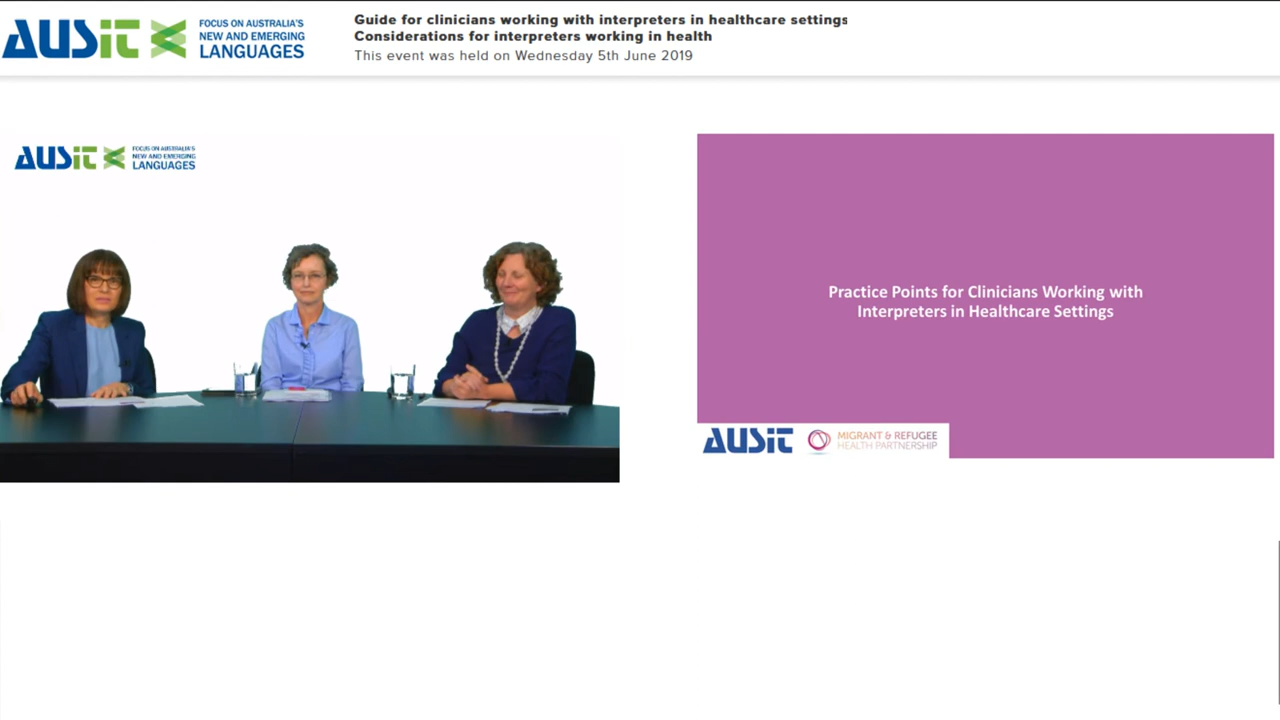 AUSiT
FOCUS ON AUSTRALIA'S
NEW AND EMERGING
LANGUAGES
Guide for clinicians working with interpreters in healthcare settings
Considerations for interpreters working in health
This event was held on Wednesday 5th June 2019
AUSiT
FOCUS ON AUSTRALIA'S
NEW AND EMERGING
LANGUAGES
Practice Points for Clinicians Working with
Interpreters in Healthcare Settings
AUSiT
MIGRANT & REFUGEE
HEALTH PARTNERSHIP